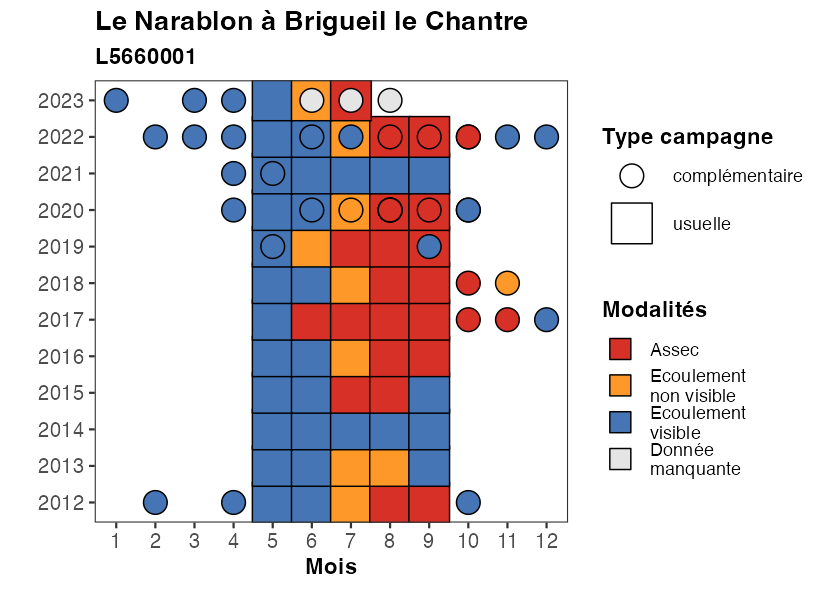 Le Narablon à Brigueil le Chantre
L5660001
2023
2022
2021
2020
2019
2018
2017
2016
2015
2014
2013
2012
1 2 3 4 5 6 7 8 9 10 11 12
Mois
Type campagne
complémentaire
usuelle
Modalités
Assec
Ecoulement
non visible
Ecoulement
visible
Donnée
manquante